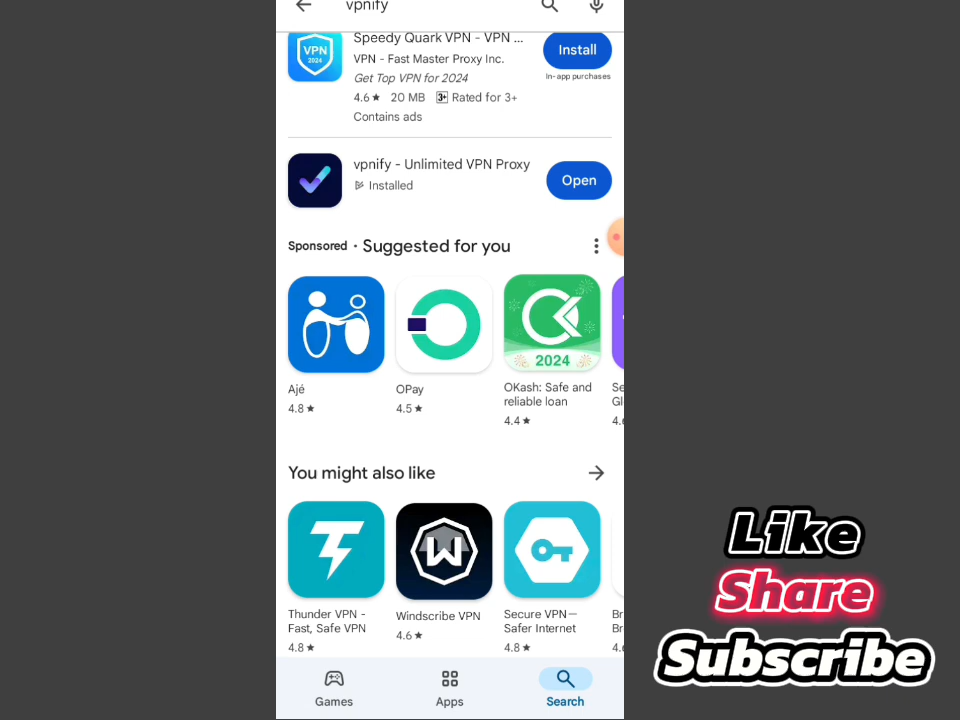 vpnify
Speedy Quark VPN - VPN ...
VPN - Fast Master Proxy Inc.
Get Top VPN for 2024
4.6 ★ 20 MB 3+ Rated for 3+
Contains ads
VPN
2024
Install
In-app purchases
vpnify - Unlimited VPN Proxy
Installed
Open
Sponsored · Suggested for you
2024
Ajé
4.8 ★
OPay
4.5 ★
OKash: Safe and
reliable loan
4.4 ★
You might also like
Thunder VPN -
Fast, Safe VPN
4.8 ★
Windscribe VPN
4.6 ★
Secure VPN—
Safer Internet
4.8 ★
Games
Apps
Search
Like
Share
Subscribe